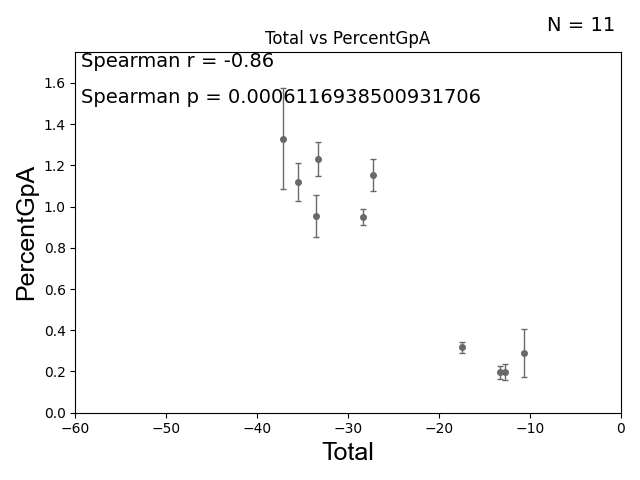 N = 11
Total vs PercentGpA
Spearman r = -0.86
Spearman p = 0.0006116938500931706
PercentGpA
1.6
1.4
1.2
1.0
0.8
0.6
0.4
0.2
0.0
−60 −50 −40 −30 −20 −10 0
Total